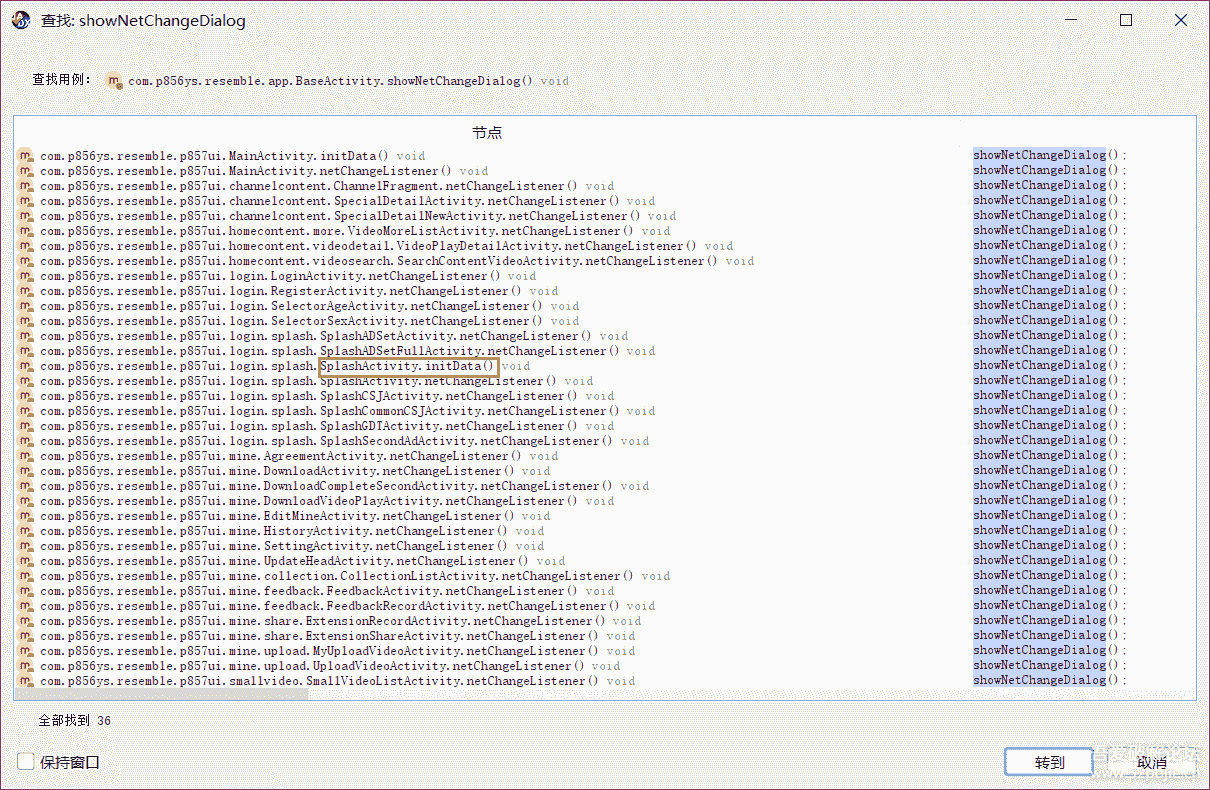 查找: showNetChangeDialog
查找用例: com.p856ys.resemble.app.BaseActivity.showNetChangeDialog() void
节点
com.p856ys.resemble.p857ui.MainActivity.initData() void showNetChangeDialog();
com.p856ys.resemble.p857ui.MainActivity.netChangeListener() void showNetChangeDialog();
com.p856ys.resemble.p857ui.channelcontent.ChannelFragment.netChangeListener() void showNetChangeDialog();
com.p856ys.resemble.p857ui.channelcontent.SpecialDetailActivity.netChangeListener() void showNetChangeDialog();
com.p856ys.resemble.p857ui.channelcontent.SpecialDetailNewActivity.netChangeListener() void showNetChangeDialog();
com.p856ys.resemble.p857ui.homecontent.more.VideoMoreListActivity.netChangeListener() void showNetChangeDialog();
com.p856ys.resemble.p857ui.homecontent.videodetail.VideoPlayDetailActivity.netChangeListener() void showNetChangeDialog();
com.p856ys.resemble.p857ui.homecontent.videosearch.SearchContentVideoActivity.netChangeListener() void showNetChangeDialog();
com.p856ys.resemble.p857ui.login.LoginActivity.netChangeListener() void showNetChangeDialog();
com.p856ys.resemble.p857ui.login.RegisterActivity.netChangeListener() void showNetChangeDialog();
com.p856ys.resemble.p857ui.login.SelectorAgeActivity.netChangeListener() void showNetChangeDialog();
com.p856ys.resemble.p857ui.login.SelectorSexActivity.netChangeListener() void showNetChangeDialog();
com.p856ys.resemble.p857ui.login.splash.SplashADSetActivity.netChangeListener() void showNetChangeDialog();
com.p856ys.resemble.p857ui.login.splash.SplashADSetFullActivity.netChangeListener() void showNetChangeDialog();
com.p856ys.resemble.p857ui.login.splash.SplashActivity.initData() void showNetChangeDialog();
com.p856ys.resemble.p857ui.login.splash.SplashActivity.netChangeListener() void showNetChangeDialog();
com.p856ys.resemble.p857ui.login.splash.SplashCSJActivity.netChangeListener() void showNetChangeDialog();
com.p856ys.resemble.p857ui.login.splash.SplashCommonCSJActivity.netChangeListener() void showNetChangeDialog();
com.p856ys.resemble.p857ui.login.splash.SplashGDTActivity.netChangeListener() void showNetChangeDialog();
com.p856ys.resemble.p857ui.login.splash.SplashSecondAdActivity.netChangeListener() void showNetChangeDialog();
com.p856ys.resemble.p857ui.mine.AgreementActivity.netChangeListener() void showNetChangeDialog();
com.p856ys.resemble.p857ui.mine.DownloadActivity.netChangeListener() void showNetChangeDialog();
com.p856ys.resemble.p857ui.mine.DownloadCompleteSecondActivity.netChangeListener() void showNetChangeDialog();
com.p856ys.resemble.p857ui.mine.DownloadVideoPlayActivity.netChangeListener() void showNetChangeDialog();
com.p856ys.resemble.p857ui.mine.EditMineActivity.netChangeListener() void showNetChangeDialog();
com.p856ys.resemble.p857ui.mine.HistoryActivity.netChangeListener() void showNetChangeDialog();
com.p856ys.resemble.p857ui.mine.SettingActivity.netChangeListener() void showNetChangeDialog();
com.p856ys.resemble.p857ui.mine.UpdateHeadActivity.netChangeListener() void showNetChangeDialog();
com.p856ys.resemble.p857ui.mine.collection.CollectionListActivity.netChangeListener() void showNetChangeDialog();
com.p856ys.resemble.p857ui.mine.feedback.FeedbackActivity.netChangeListener() void showNetChangeDialog();
com.p856ys.resemble.p857ui.mine.feedback.FeedbackRecordActivity.netChangeListener() void showNetChangeDialog();
com.p856ys.resemble.p857ui.mine.share.ExtensionRecordActivity.netChangeListener() void showNetChangeDialog();
com.p856ys.resemble.p857ui.mine.share.ExtensionShareActivity.netChangeListener() void showNetChangeDialog();
com.p856ys.resemble.p857ui.mine.upload.MyUploadVideoActivity.netChangeListener() void showNetChangeDialog();
com.p856ys.resemble.p857ui.mine.upload.UploadVideoActivity.netChangeListener() void showNetChangeDialog();
com.p856ys.resemble.p857ui.smallvideo.SmallVideoListActivity.netChangeListener() void showNetChangeDialog();
全部找到 36
保持窗口
转到
取消
吾爱破解论坛
www.52pojie.cn